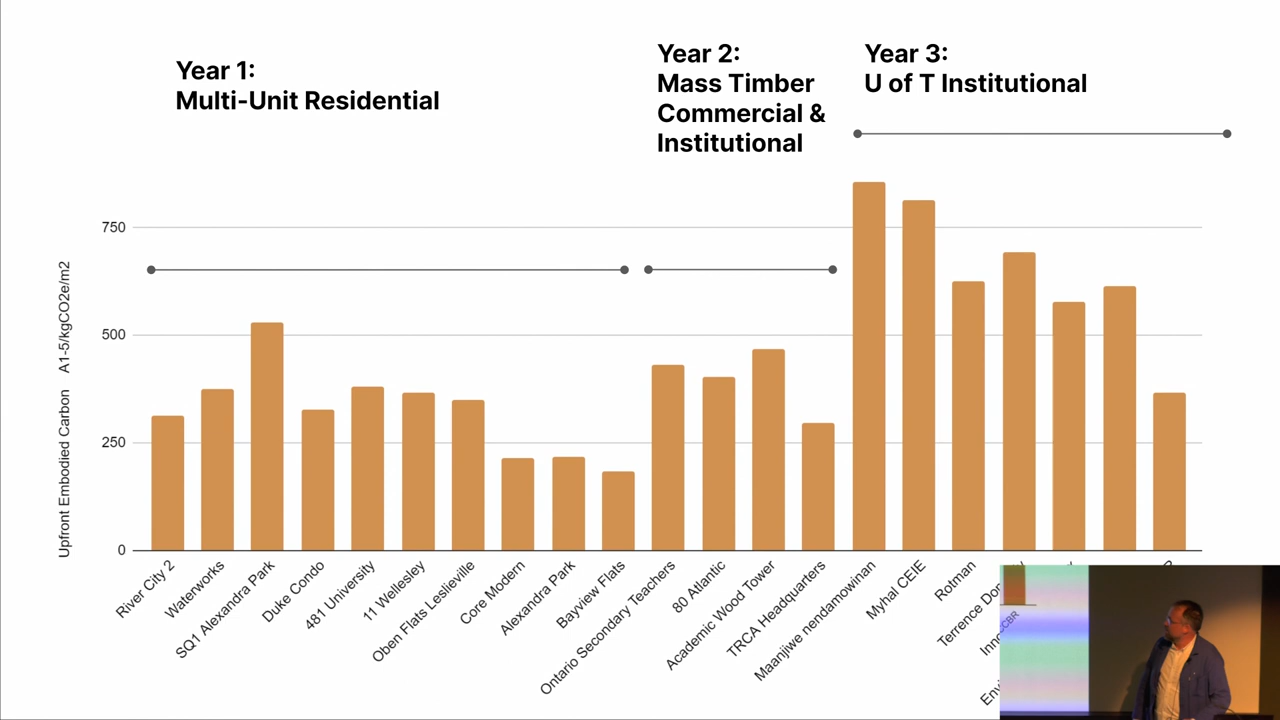 Year 1:
Multi-Unit Residential
Year 2:
Mass Timber
Commercial &
Institutional
Year 3:
U of T Institutional
Upfront Embodied Carbon A1-5/kgCO2e/m2
750
500
250
0
River City 2
Waterworks
SQ1 Alexandra Park
Duke Condo
481 University
11 Wellesley
Oben Flats Leslieville
Core Modern
Alexandra Park
Bayview Flats
Ontario Secondary Teachers
80 Atlantic
Academic Wood Tower
TRCA Headquarters
Maanjiwe nendamowinan
Myhal CEIE
Rotman
Terrence